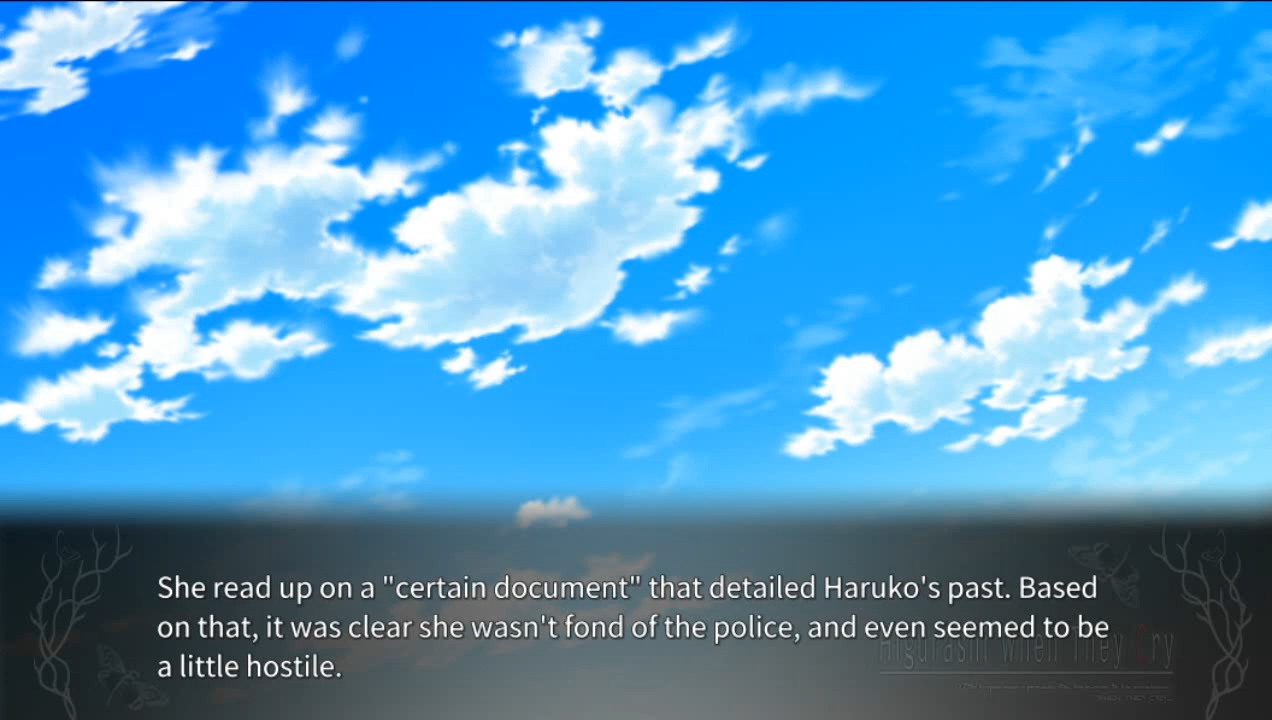 She read up on a "certain document" that detailed Haruko's past. Based
on that, it was clear she wasn't fond of the police, and even seemed to be
a little hostile.
Higurashi When They Cry